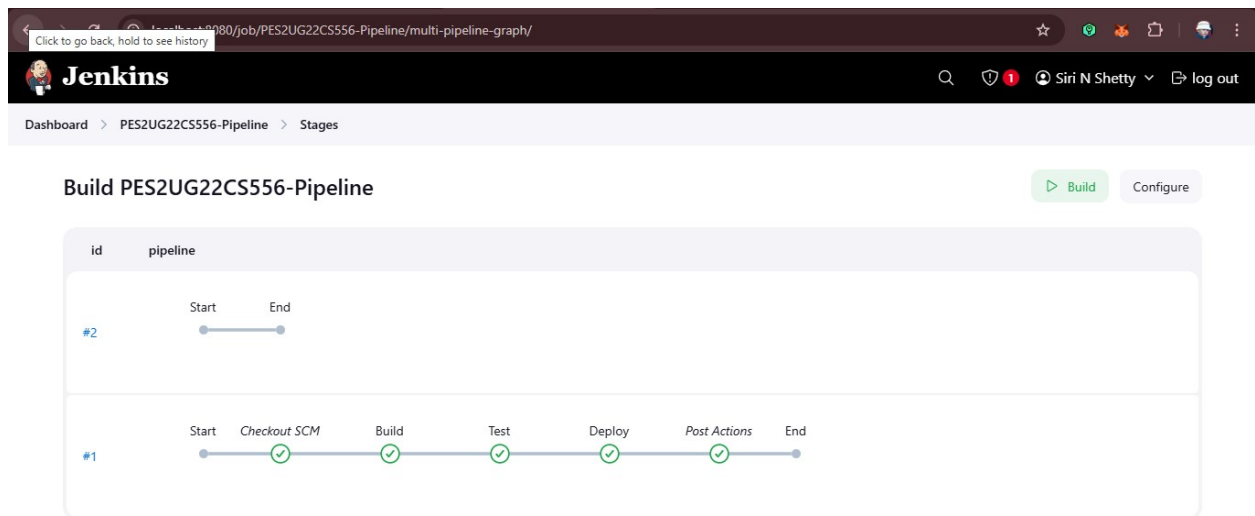 localhost:8080/job/PES2UG22CS556-Pipeline/multi-pipeline-graph/
Click to go back, hold to see history
Jenkins
1 Siri N Shetty log out
Dashboard > PES2UG22CS556-Pipeline > Stages
Build PES2UG22CS556-Pipeline
Build Configure
id pipeline
Start End
#2
Start Checkout SCM Build Test Deploy Post Actions End
#1